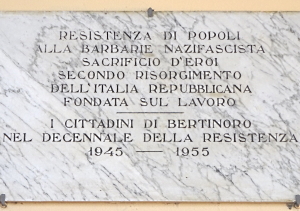 RESISTENZA DI POPOLI
ALLA BARBARIE NAZIFASCISTA
SACRIFICIO D'EROI
SECONDO RISORGIMENTO
DELL'ITALIA REPUBBLICANA
FONDATA SUL LAVORO
I CITTADINI DI BERTINORO
NEL DECENNALE DELLA RESISTENZA
1945 — 1955